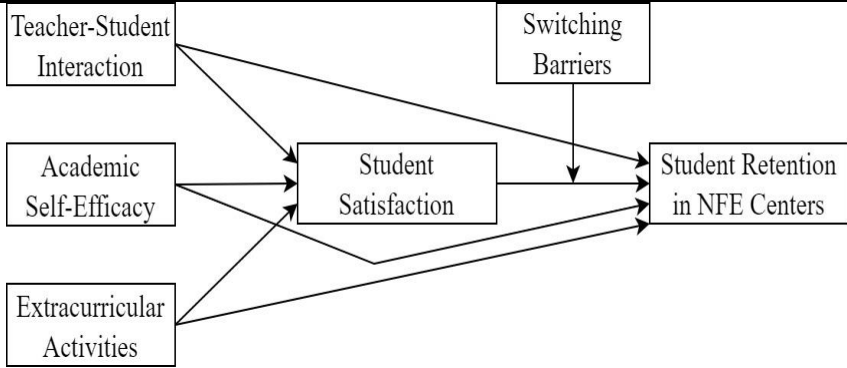 Teacher-Student
Interaction
Switching
Barriers
Academic
Self-Efficacy
Student
Satisfaction
Student Retention
in NFE Centers
Extracurricular
Activities